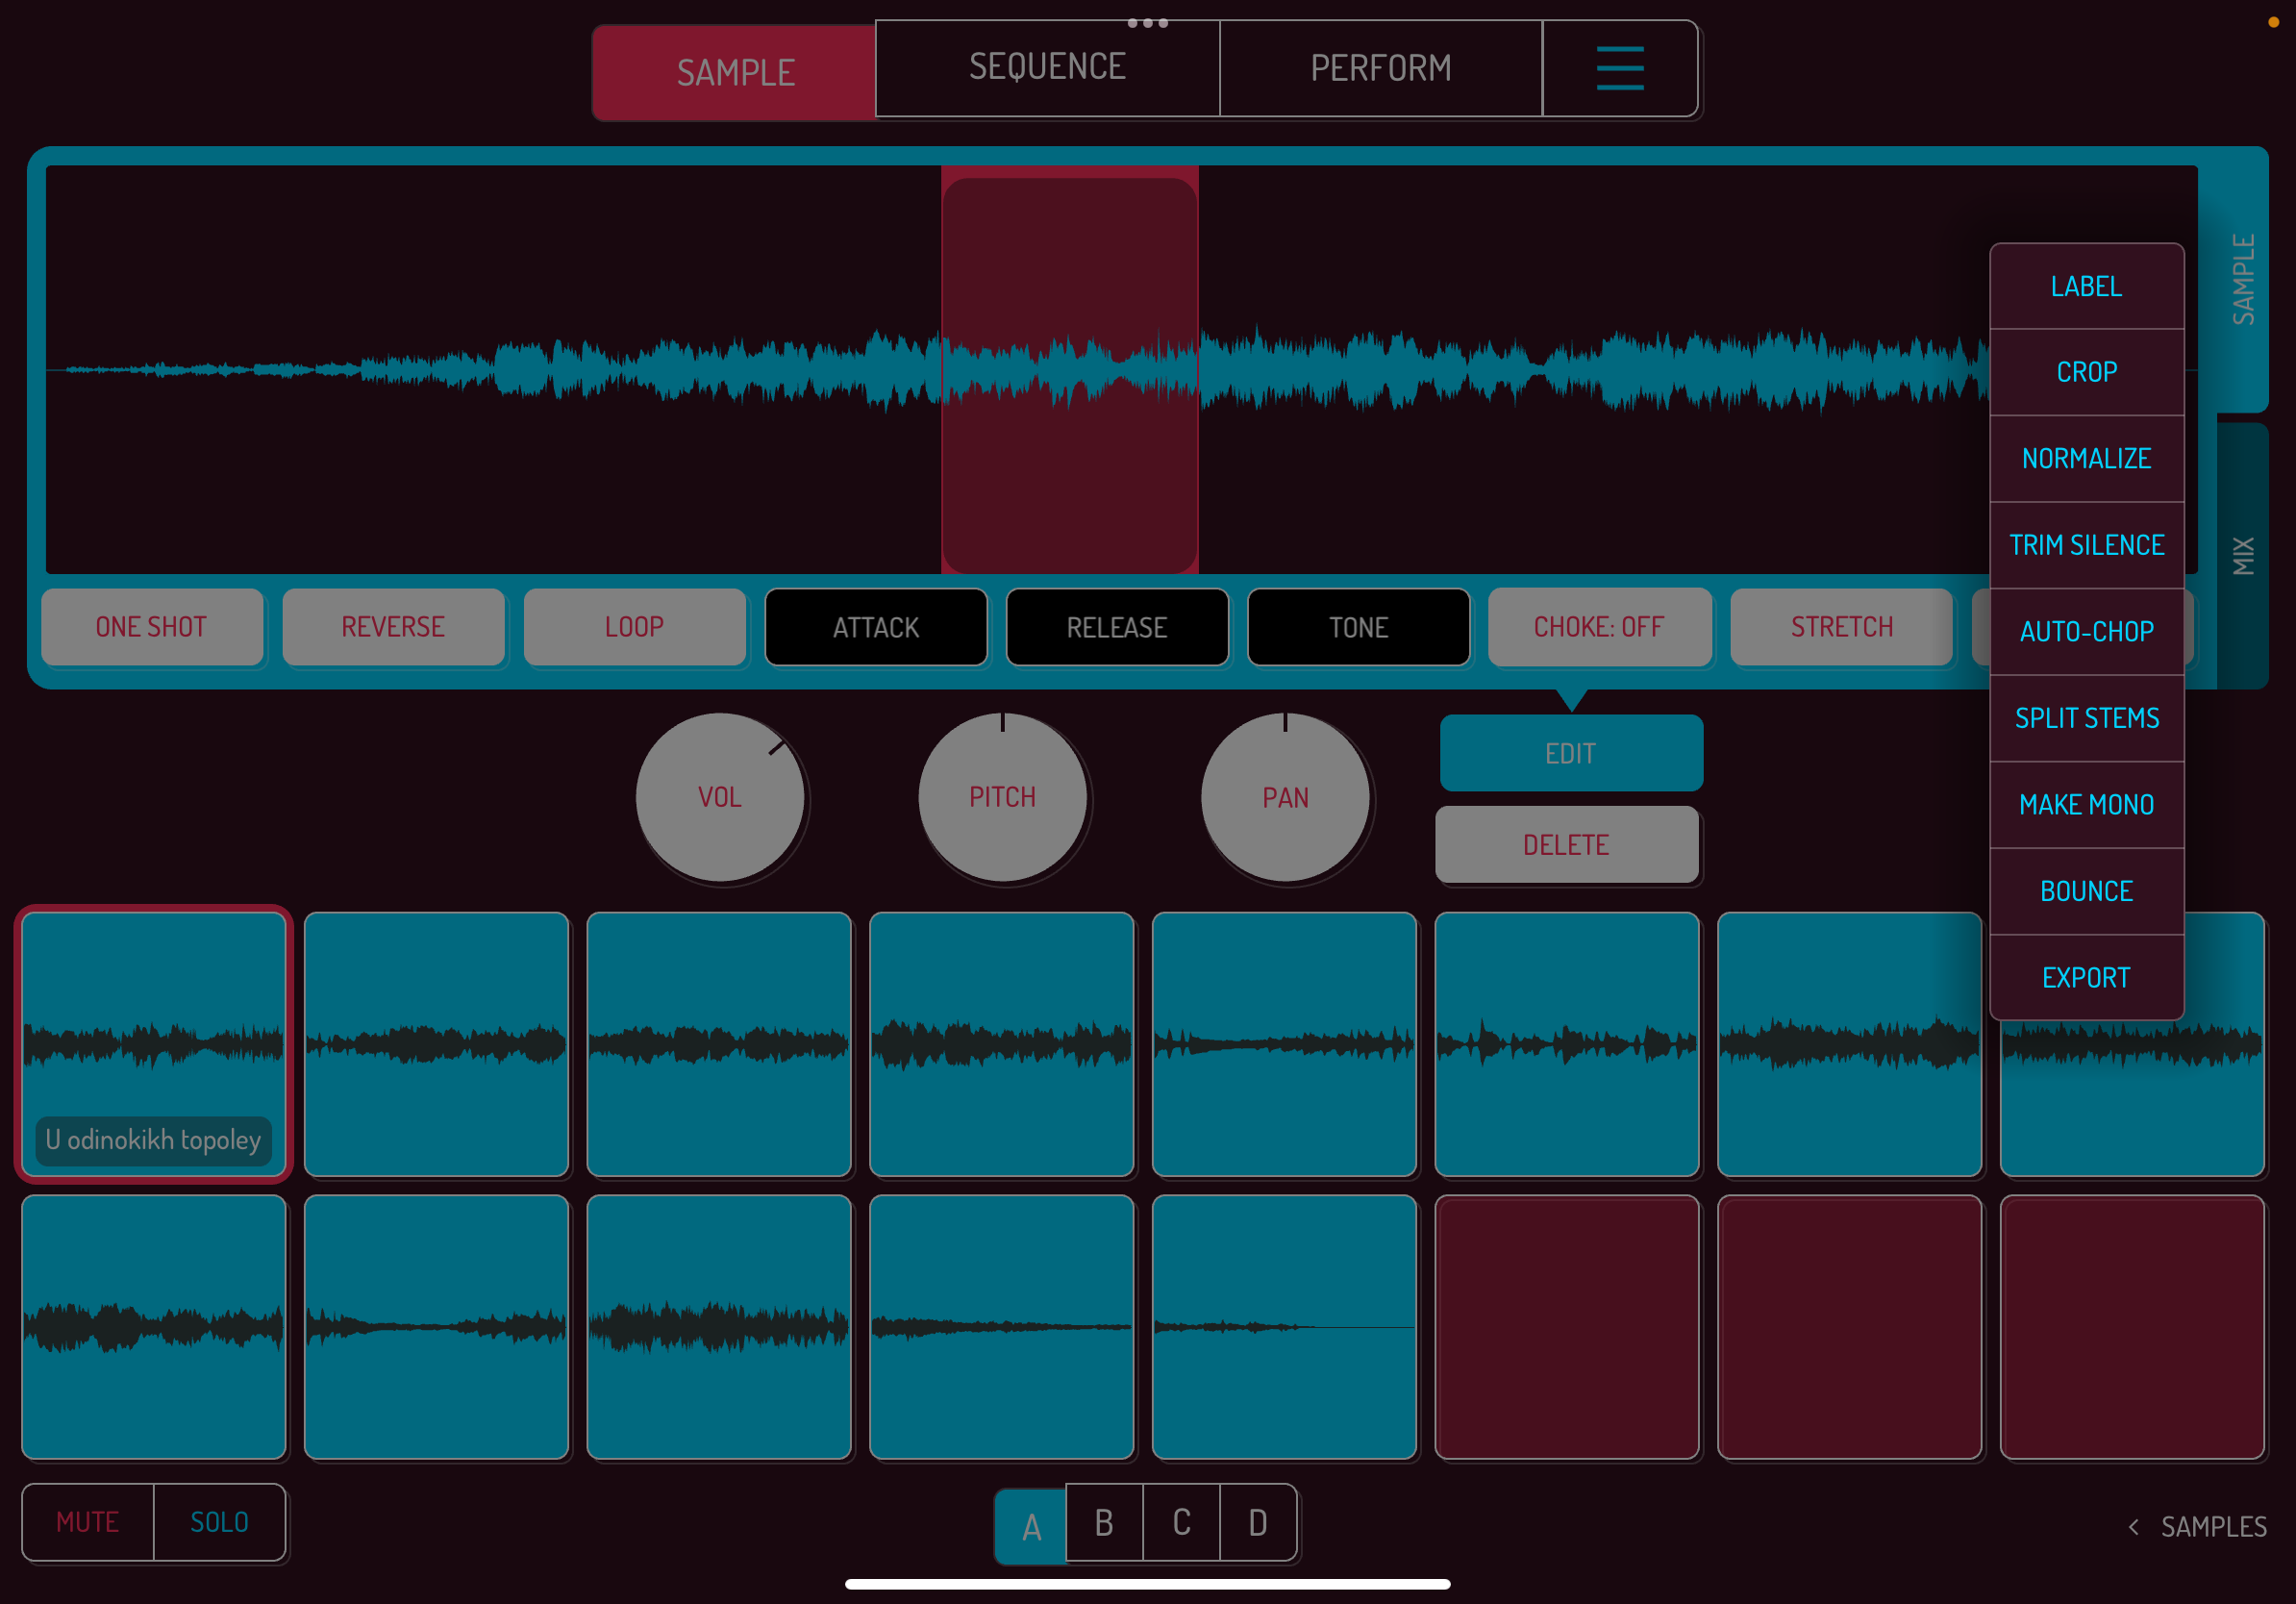 SAMPLE
SEQUENCE
PERFORM
SAMPLE
MIX
LABEL
CROP
NORMALIZE
TRIM SILENCE
AUTO-CHOP
SPLIT STEMS
MAKE MONO
BOUNCE
EXPORT
ONE SHOT
REVERSE
LOOP
ATTACK
RELEASE
TONE
CHOKE: OFF
STRETCH
VOL
PITCH
PAN
EDIT
DELETE
U odinokikh topoley
MUTE
SOLO
A
B
C
D
< SAMPLES